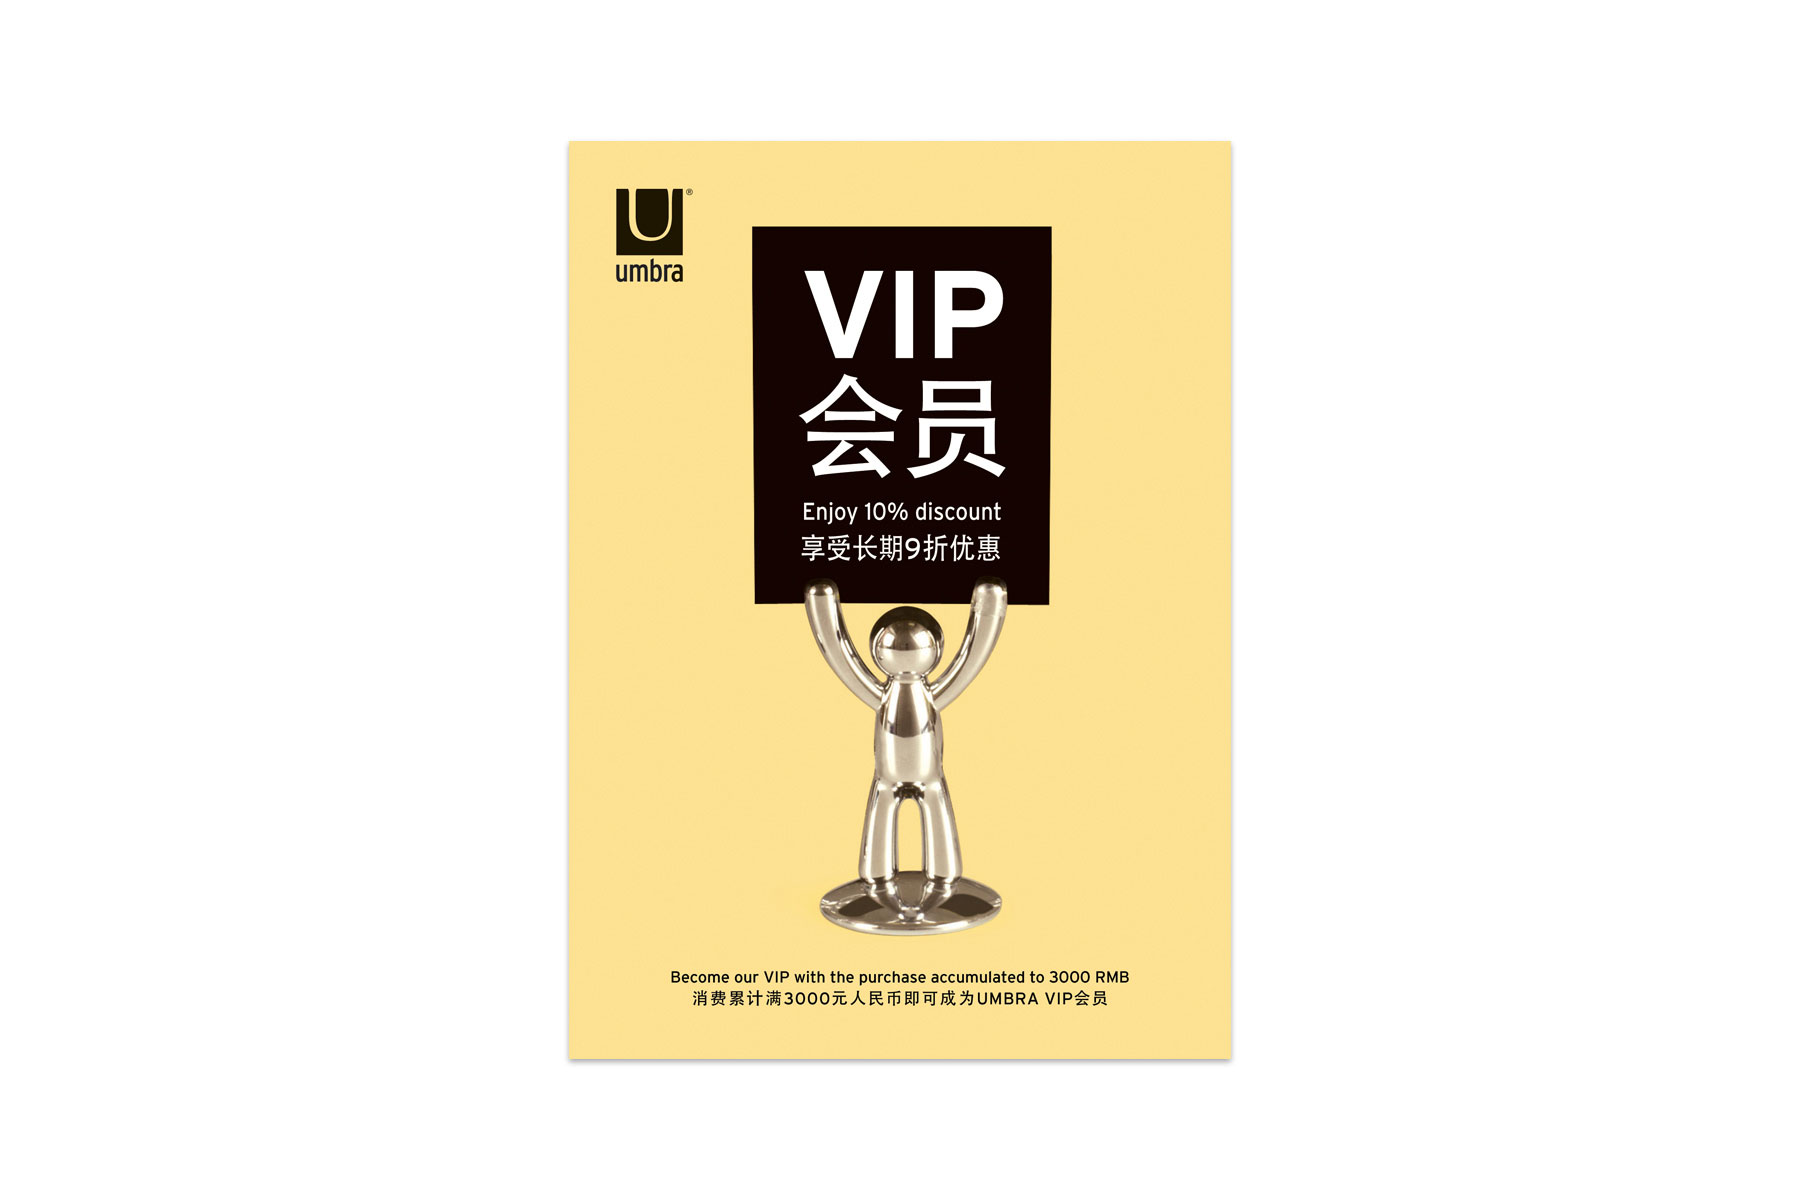 U®
umbra
VIP
会员
Enjoy 10% discount
享受长期9折优惠
Become our VIP with the purchase accumulated to 3000 RMB
消费累计满3000元人民币即可成为UMBRA VIP会员